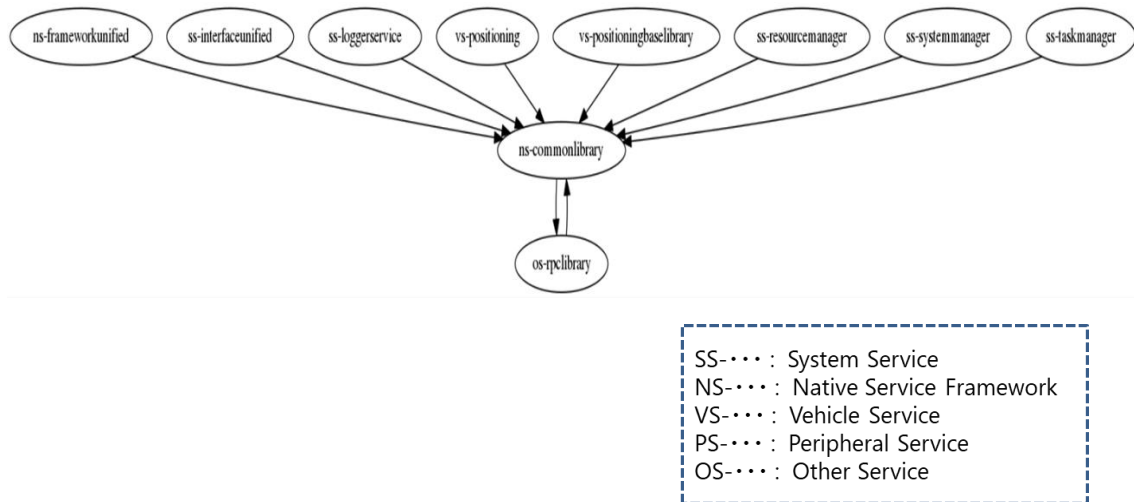 ns-frameworkunified ss-interfaceunified ss-loggerservice vs-positioning vs-positioningbaselibrary ss-resourcemanager ss-systemmanager ss-taskmanager
ns-commonlibrary
os-rpclibrary
SS-・・・ : System Service
NS-・・・ : Native Service Framework
VS-・・・ : Vehicle Service
PS-・・・ : Peripheral Service
OS-・・・ : Other Service